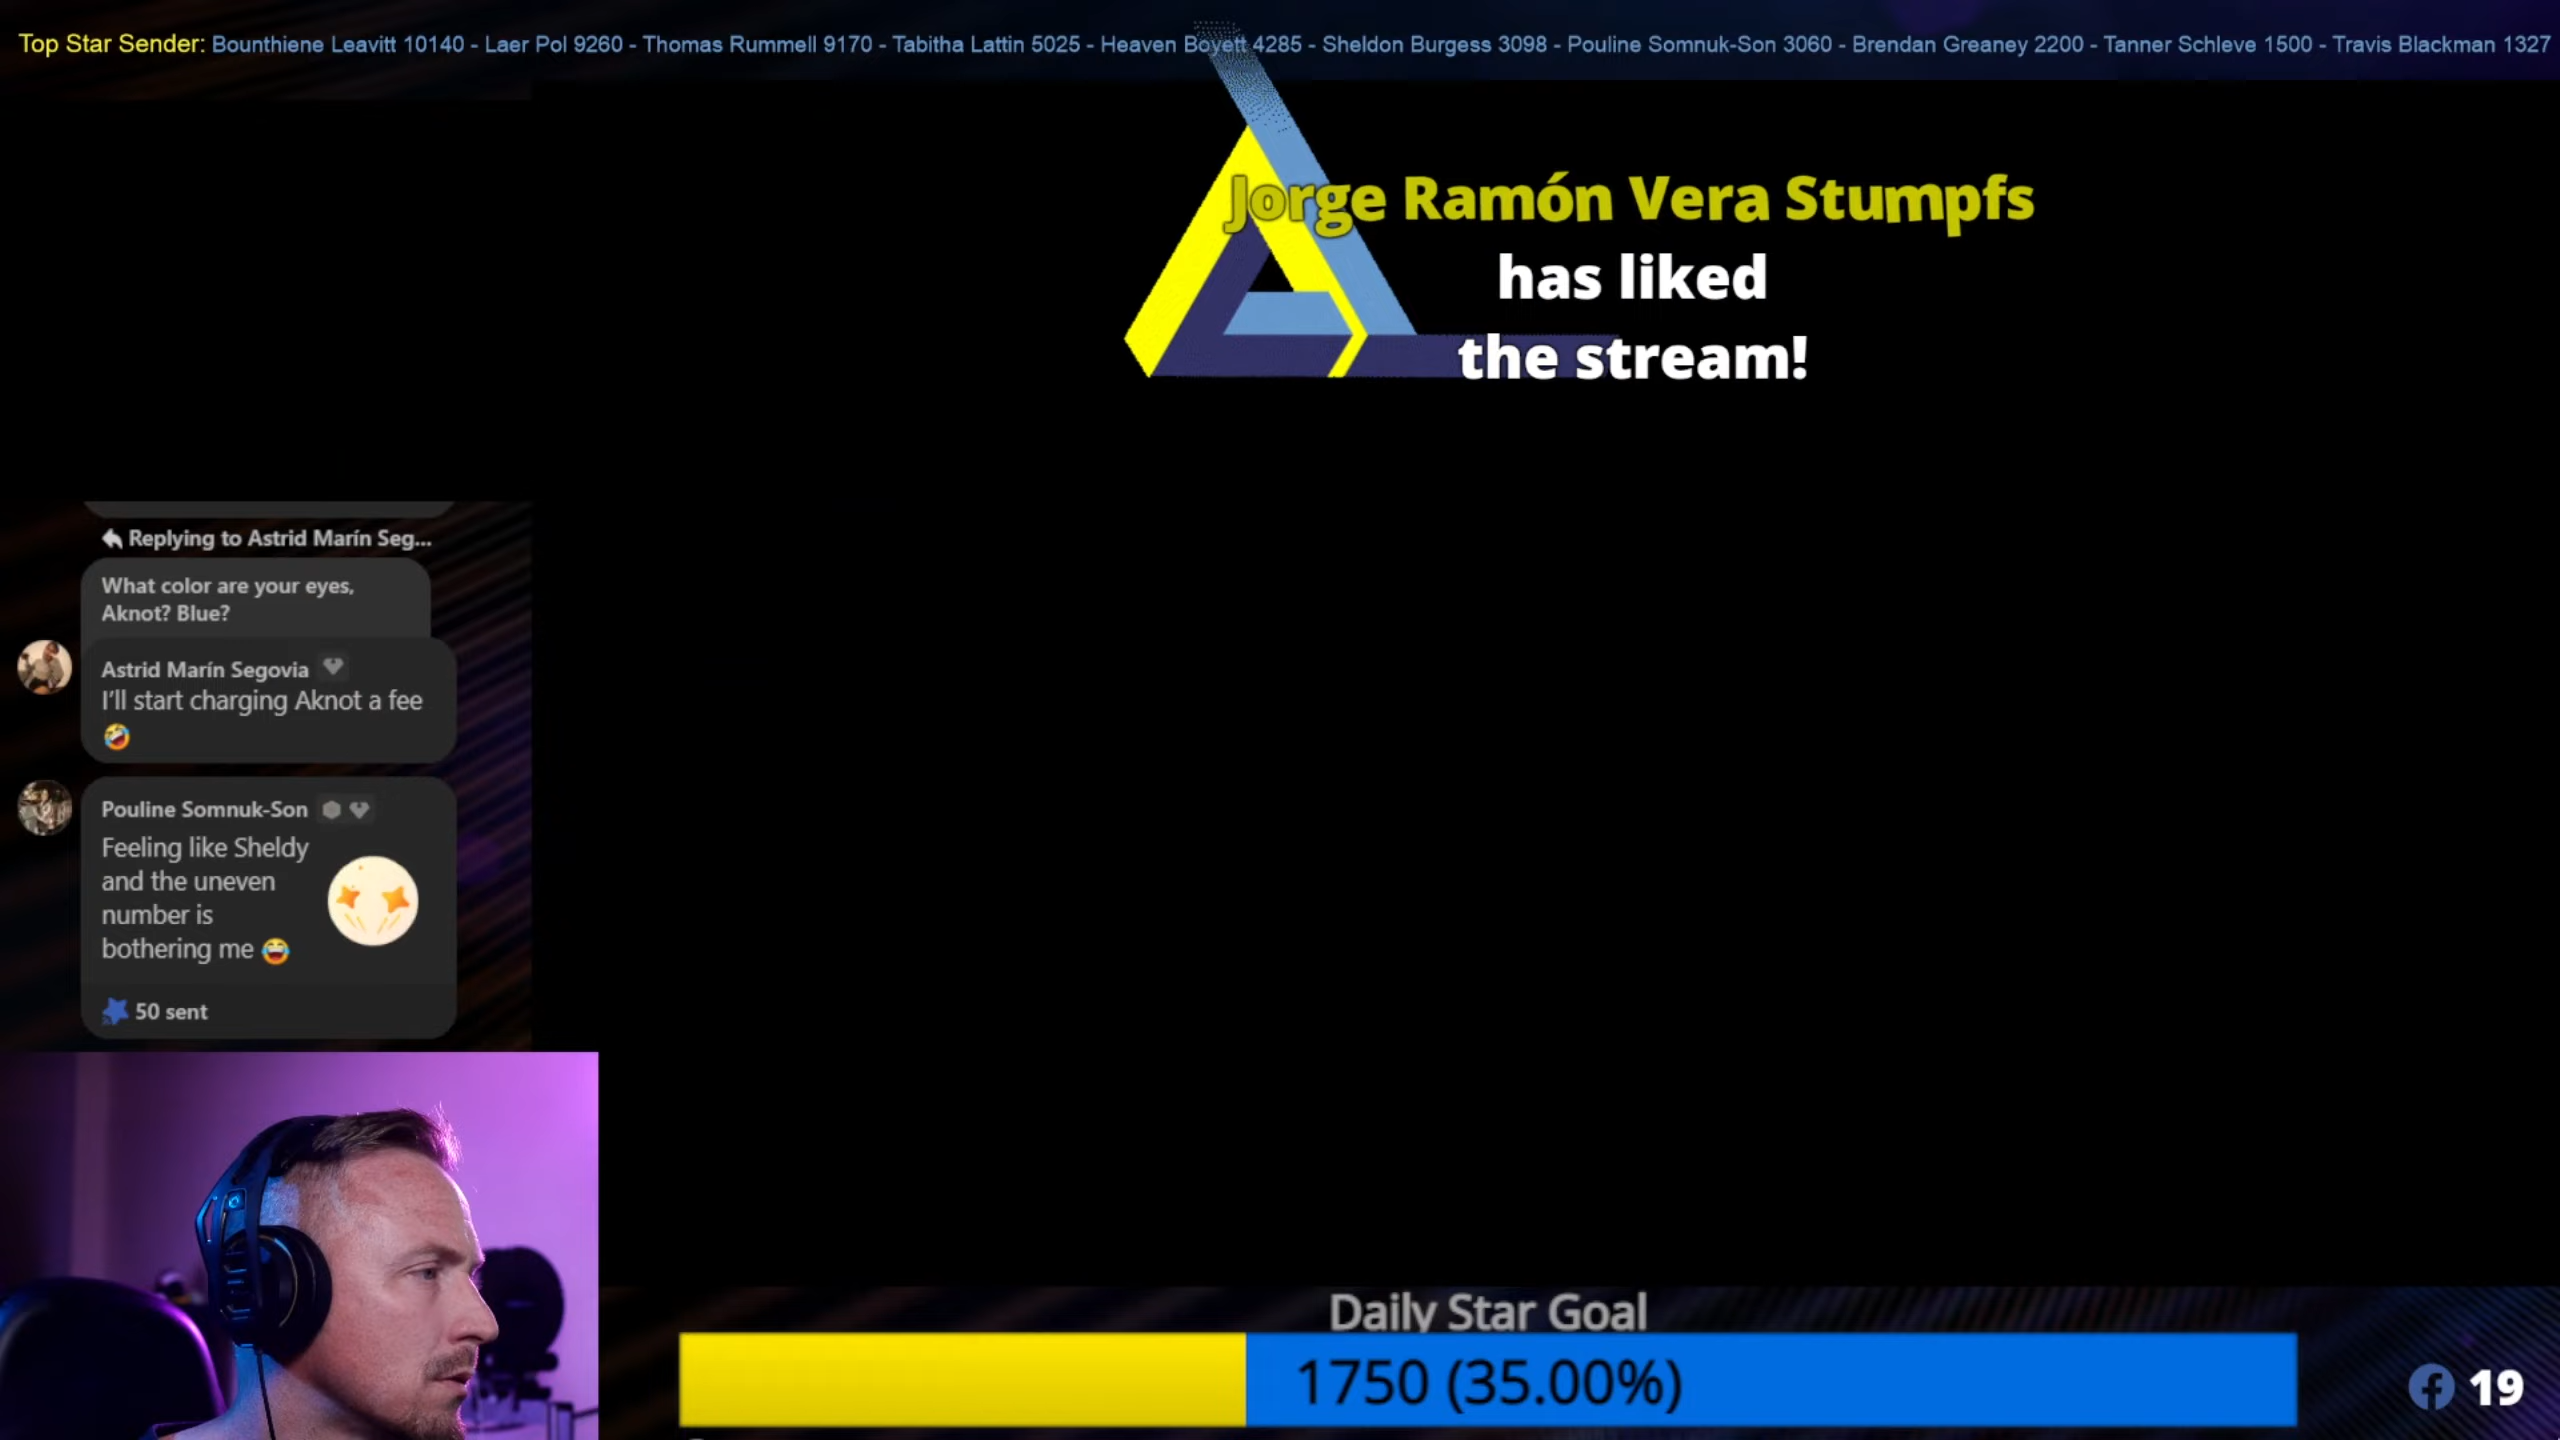 Top Star Sender: Bounthiene Leavitt 10140 - Laer Pol 9260 - Thomas Rummell 9170 - Tabitha Lattin 5025 - Heaven Boyett 4285 - Sheldon Burgess 3098 - Pouline Somnuk-Son 3060 - Brendan Greaney 2200 - Tanner Schleve 1500 - Travis Blackman 1327
Jorge Ramón Vera Stumpfs
has liked
the stream!
Replying to Astrid Marín Seg...
What color are your eyes,
Aknot? Blue?
Astrid Marín Segovia
I'll start charging Aknot a fee
🤣
Pouline Somnuk-Son
Feeling like Sheldy
and the uneven
number is
bothering me 😂
50 sent
Daily Star Goal
1750 (35.00%)
19